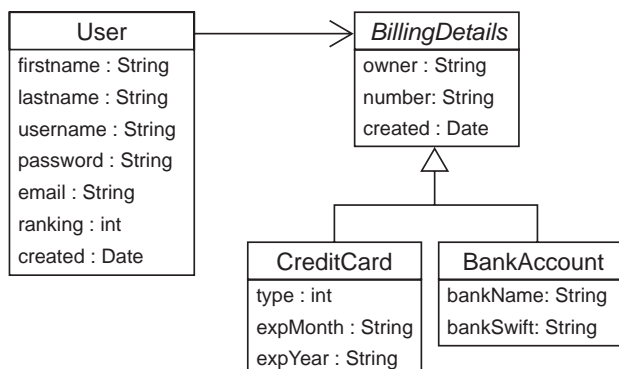 User
firstname : String
lastname : String
username : String
password : String
email : String
ranking : int
created : Date
BillingDetails
owner : String
number: String
created : Date
CreditCard
type : int
expMonth : String
expYear : String
BankAccount
bankName: String
bankSwift: String